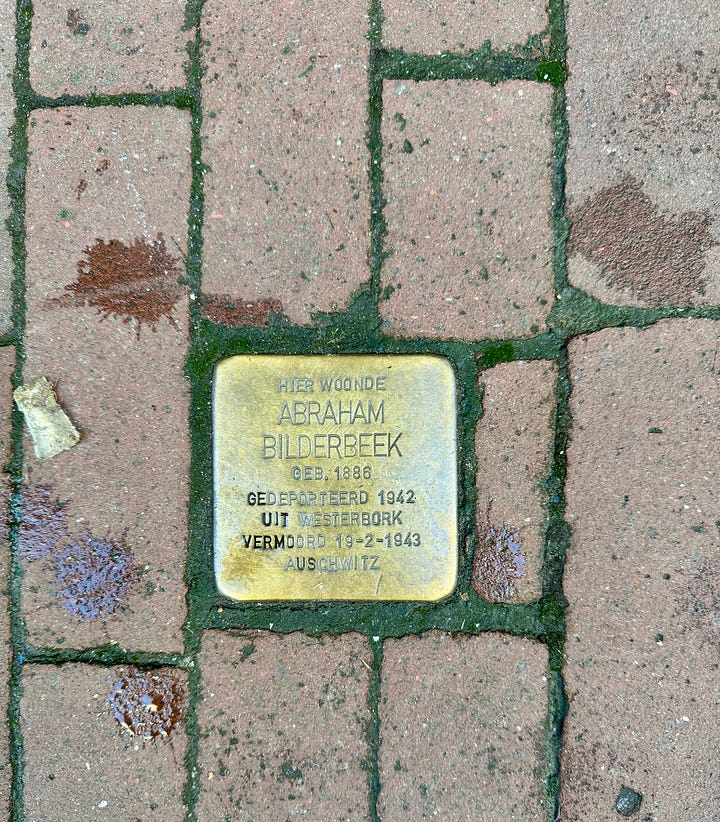 HIER WOONDE
ABRAHAM
BILDERBEEK
GEB. 1886
GEDEPORTEERD 1942
UIT WESTERBORK
VERMOORD 19-2-1943
AUSCHWITZ